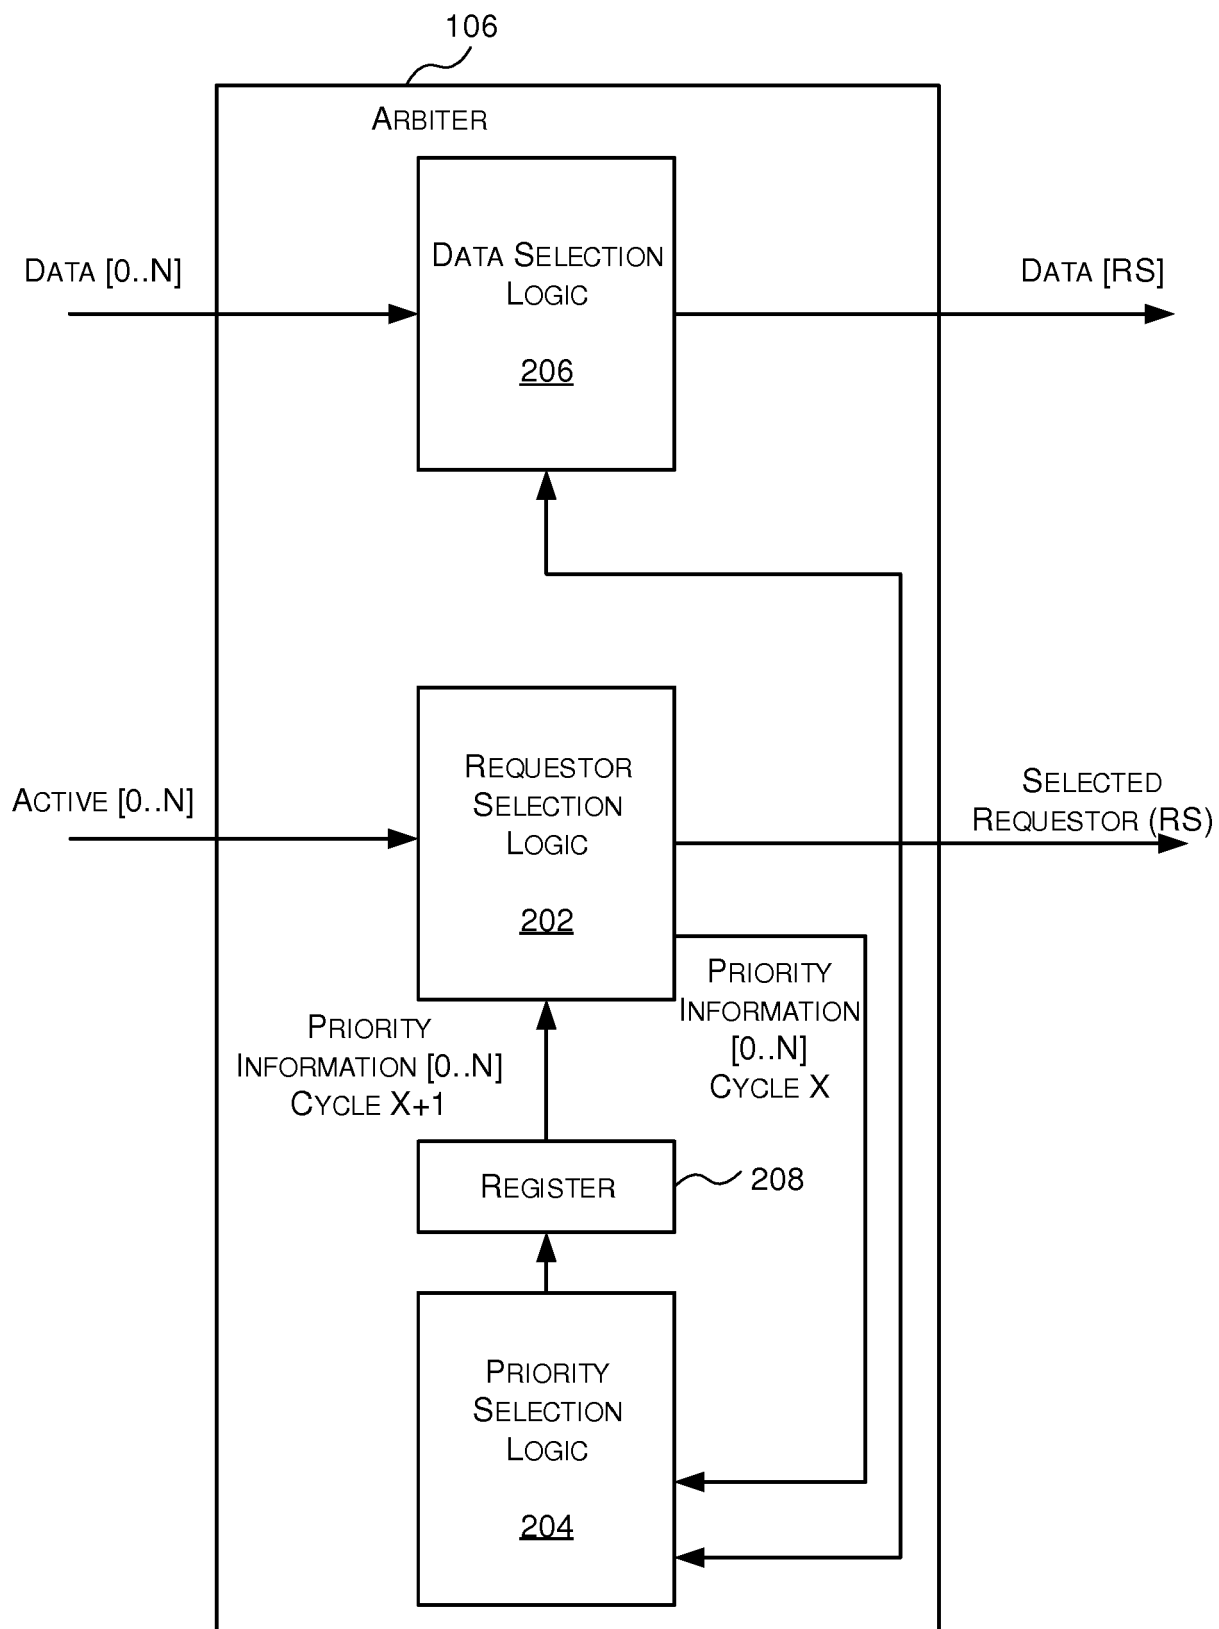 106
ARBITER
DATA SELECTION
LOGIC
206
DATA [0..N]
DATA [RS]
REQUESTOR
SELECTION
LOGIC
202
ACTIVE [0..N]
SELECTED
REQUESTOR (RS)
PRIORITY
INFORMATION
[0..N]
CYCLE X
PRIORITY
INFORMATION [0..N]
CYCLE X+1
REGISTER
208
PRIORITY
SELECTION
LOGIC
204